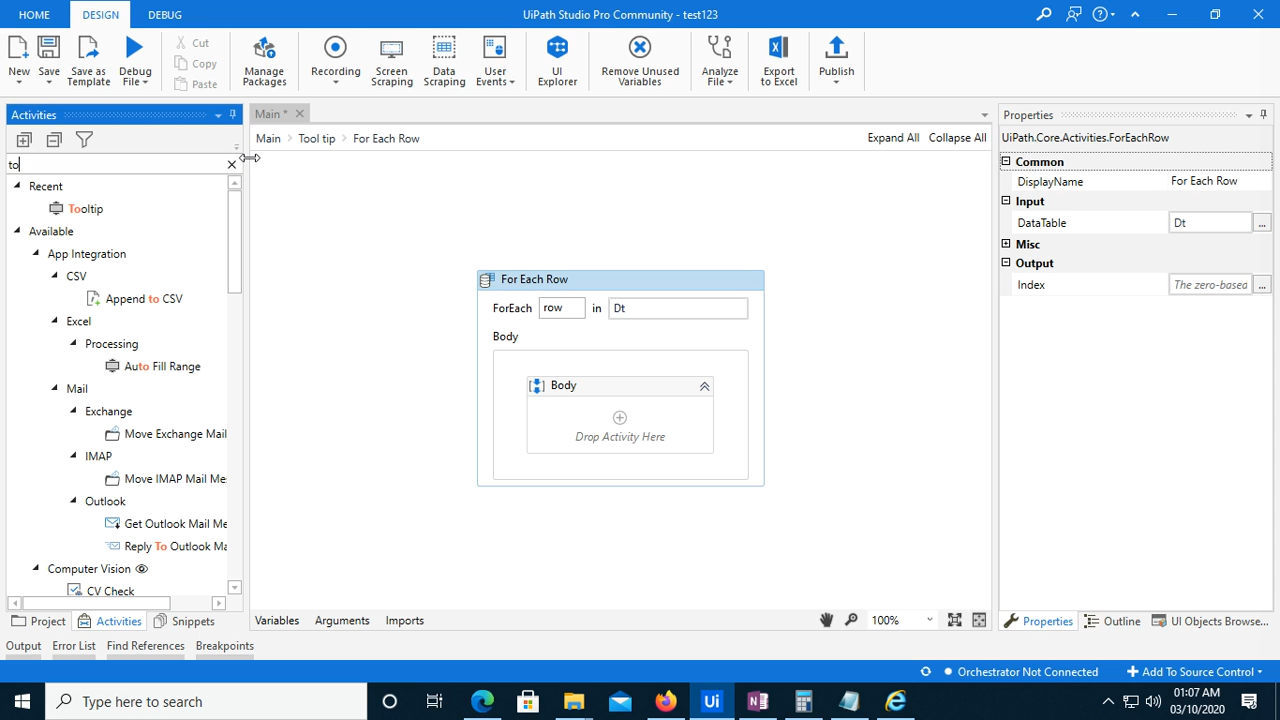 HOME DESIGN DEBUG UiPath Studio Pro Community - test123
New Save Save as Template Debug File Cut Copy Paste Manage Packages Recording Screen Scraping Data Scraping User Events UI Explorer Remove Unused Variables Analyze File Export to Excel Publish
Activities
to
Recent
Tooltip
Available
App Integration
CSV
Append to CSV
Excel
Processing
Auto Fill Range
Mail
Exchange
Move Exchange Mail
IMAP
Move IMAP Mail Me
Outlook
Get Outlook Mail Me
Reply To Outlook Ma
Computer Vision
CV Check
Project Activities Snippets
Main *
Main Tool tip For Each Row Expand All Collapse All
For Each Row
ForEach row in Dt
Body
Body
Drop Activity Here
Variables Arguments Imports 100%
Properties
UiPath.Core.Activities.ForEachRow
Common
DisplayName For Each Row
Input
DataTable Dt ...
Misc
Output
Index The zero-based ...
Properties Outline UI Objects Browse...
Output Error List Find References Breakpoints
Orchestrator Not Connected Add To Source Control
Type here to search
Ui
01:07 AM
03/10/2020